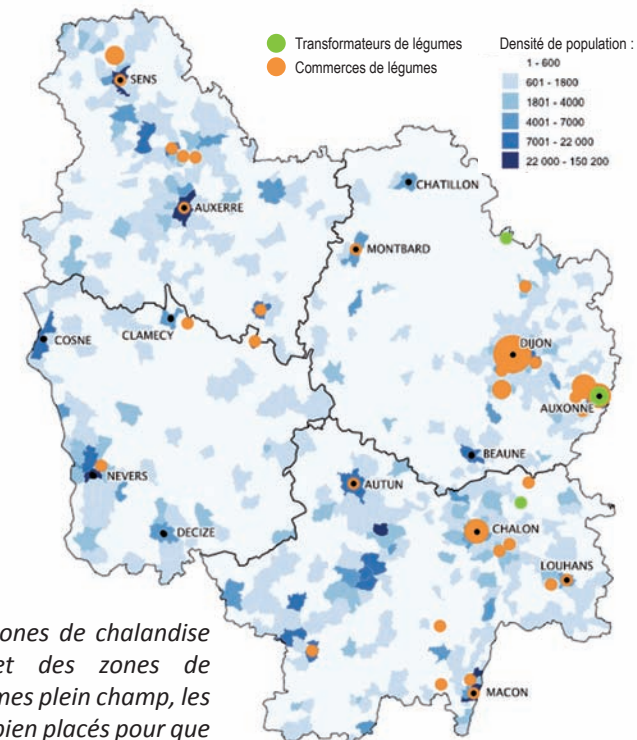 Transformateurs de légumes
Commerces de légumes
Densité de population :
1 - 600
601 - 1800
1801 - 4000
4001 - 7000
7001 - 22 000
22 000 - 150 200
SENS
CHATILLON
AUXERRE
MONTBARD
CLAMECY
COSNE
DIJON
AUXONNE
BEAUNE
NEVERS
AUTUN
DECIZE
CHALON
LOUHANS
MACON
ones de chalandise
et des zones de
mes plein champ, les
bien placés pour que